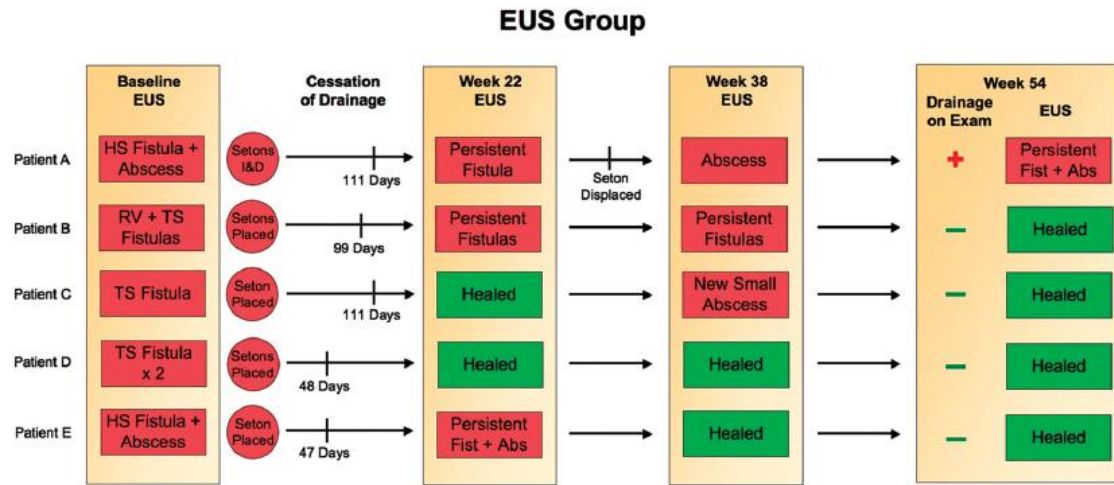 EUS Group
Baseline
EUS
Cessation
of Drainage
Week 22
EUS
Week 38
EUS
Week 54
Drainage
on Exam
EUS
Patient A
HS Fistula +
Abscess
Setons
I&D
111 Days
Persistent
Fistula
Seton
Displaced
Abscess
+
Persistent
Fist + Abs
Patient B
RV + TS
Fistulas
Setons
Placed
99 Days
Persistent
Fistulas
Persistent
Fistulas
−
Healed
Patient C
TS Fistula
Seton
Placed
111 Days
Healed
New Small
Abscess
−
Healed
Patient D
TS Fistula
x 2
Setons
Placed
48 Days
Healed
Healed
−
Healed
Patient E
HS Fistula +
Abscess
Seton
Placed
47 Days
Persistent
Fist + Abs
Healed
−
Healed